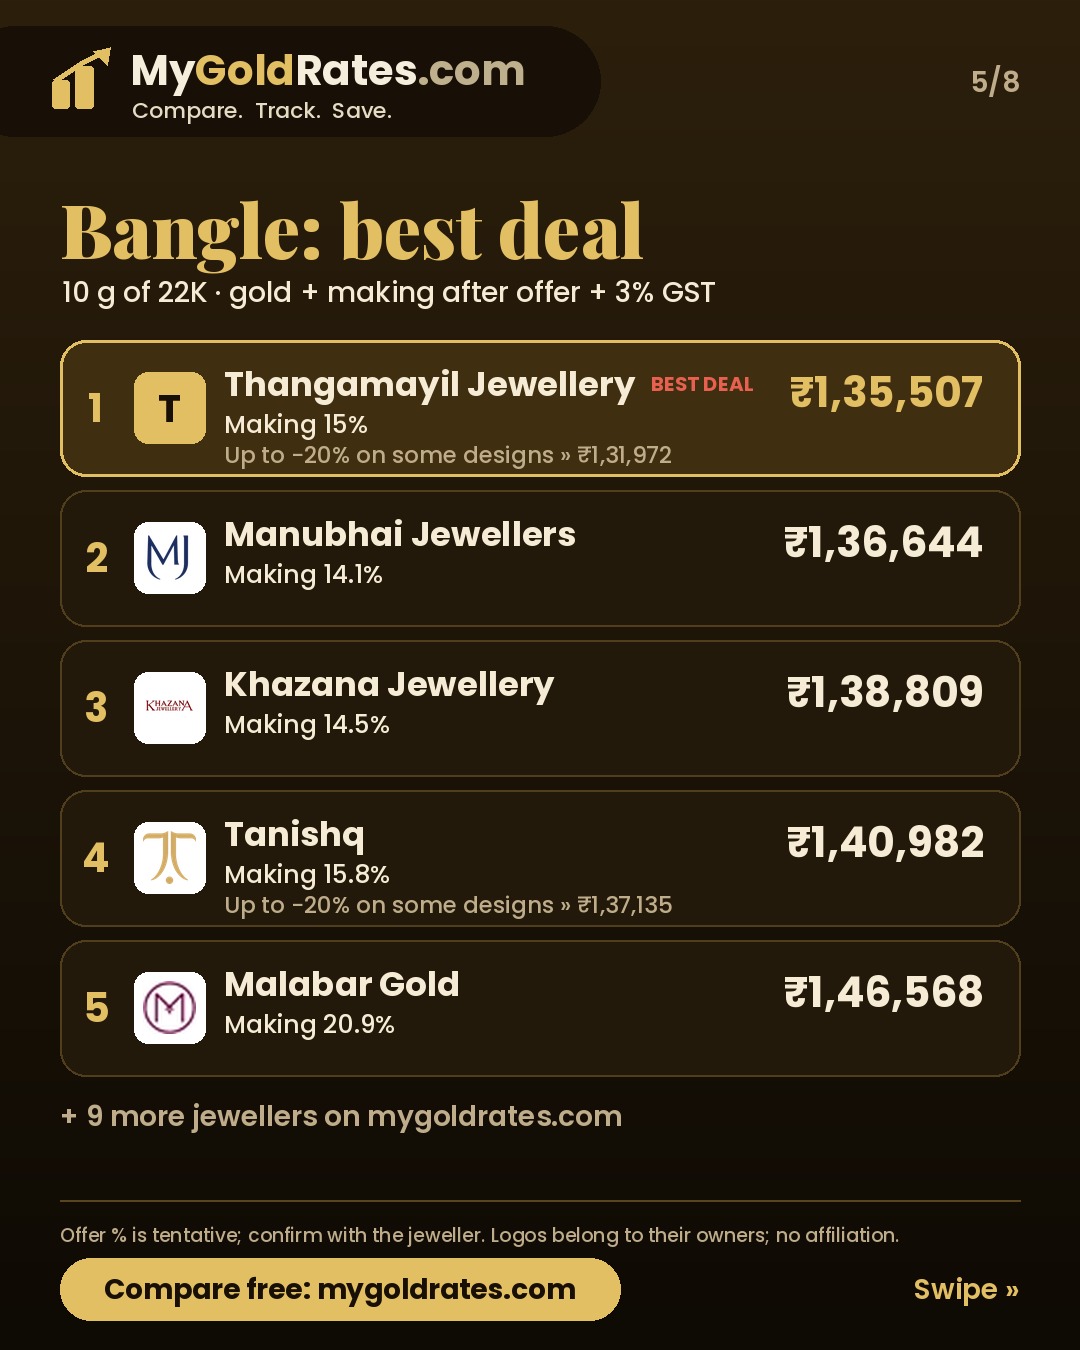 MyGoldRates.com
5/8
Compare. Track. Save.
Bangle: best deal
10 g of 22K · gold + making after offer + 3% GST
1
T
Thangamayil Jewellery BEST DEAL ₹1,35,507
Making 15%
Up to -20% on some designs » ₹1,31,972
2
MJ
Manubhai Jewellers ₹1,36,644
Making 14.1%
3
KHAZANA
JEWELLERY
Khazana Jewellery ₹1,38,809
Making 14.5%
4
Tanishq ₹1,40,982
Making 15.8%
Up to -20% on some designs » ₹1,37,135
5
M
Malabar Gold ₹1,46,568
Making 20.9%
+ 9 more jewellers on mygoldrates.com
Offer % is tentative; confirm with the jeweller. Logos belong to their owners; no affiliation.
Compare free: mygoldrates.com
Swipe »